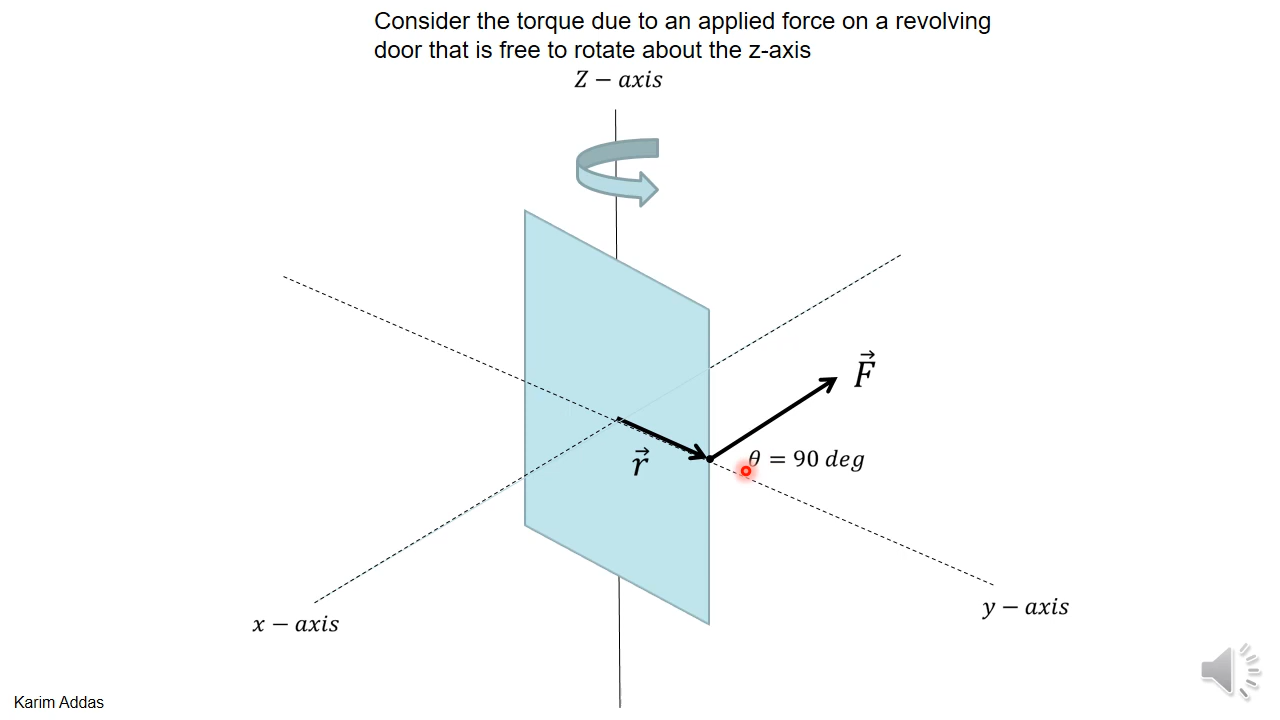 Consider the torque due to an applied force on a revolving
door that is free to rotate about the z-axis
Z − axis
F⃗
r⃗
θ = 90 deg
y − axis
x − axis
Karim Addas